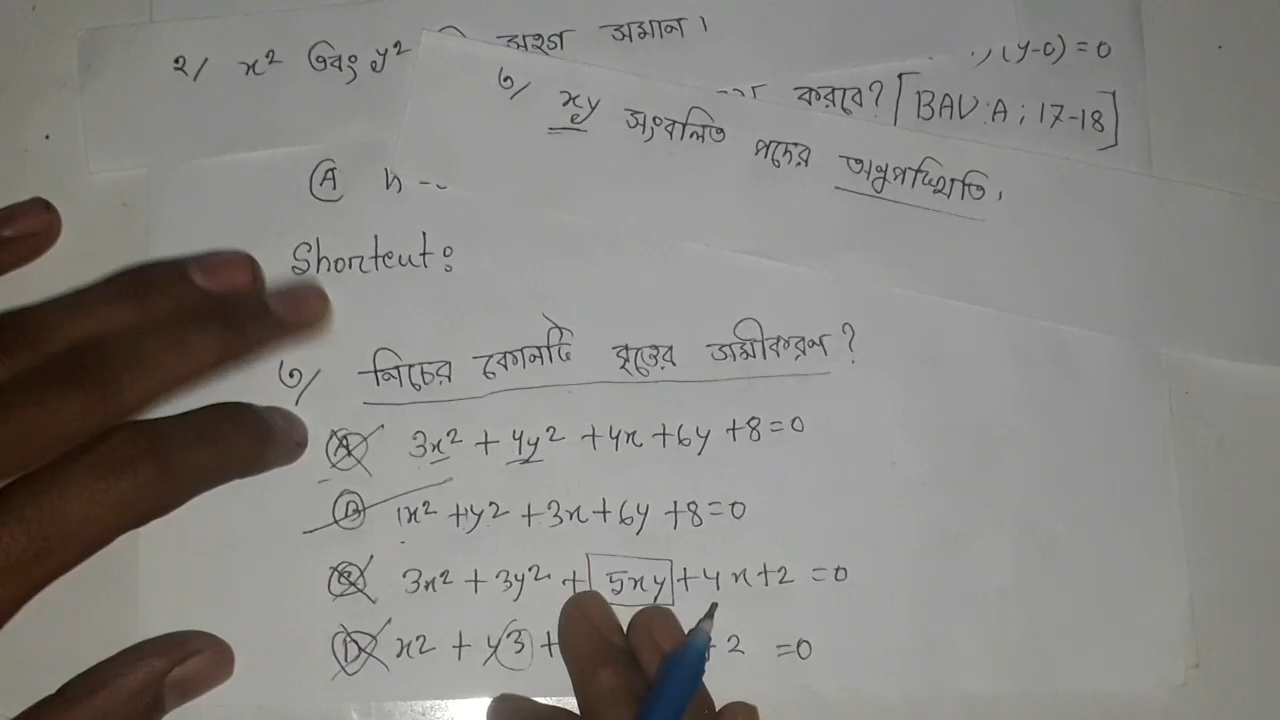 ২/ x² এবং y² সহগ সমান।
, (y-0) = 0
করবে? [BAU: A; 17-18]
৩/ xy সংবলিত পদের অনুপস্থিতি।
Ⓐ
Shortcut:
৩/ নিচের কোনটি বৃত্তের সমীকরণ?
Ⓐ 3x² + 4y² + 4x + 6y + 8 = 0
Ⓑ 1x² + y² + 3x + 6y + 8 = 0
Ⓒ 3x² + 3y² + 5xy + 4x + 2 = 0
Ⓓ x2 + y3 + + 2 = 0